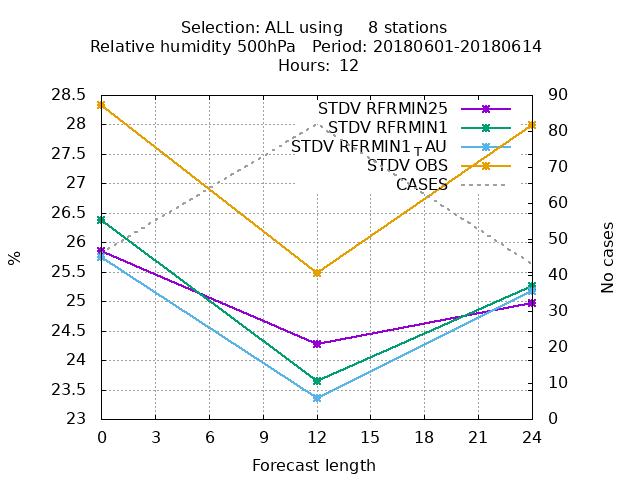 Selection: ALL using     8 stations
Relative humidity 500hPa   Period: 20180601-20180614
Hours:  12
28.5
28
27.5
27
26.5
26
25.5
25
24.5
24
23.5
23
%
STDV RFRMIN25
STDV RFRMIN1
STDV RFRMIN1_TAU
STDV OBS
CASES
90
80
70
60
50
40
30
20
10
0
No cases
0 3 6 9 12 15 18 21 24
Forecast length